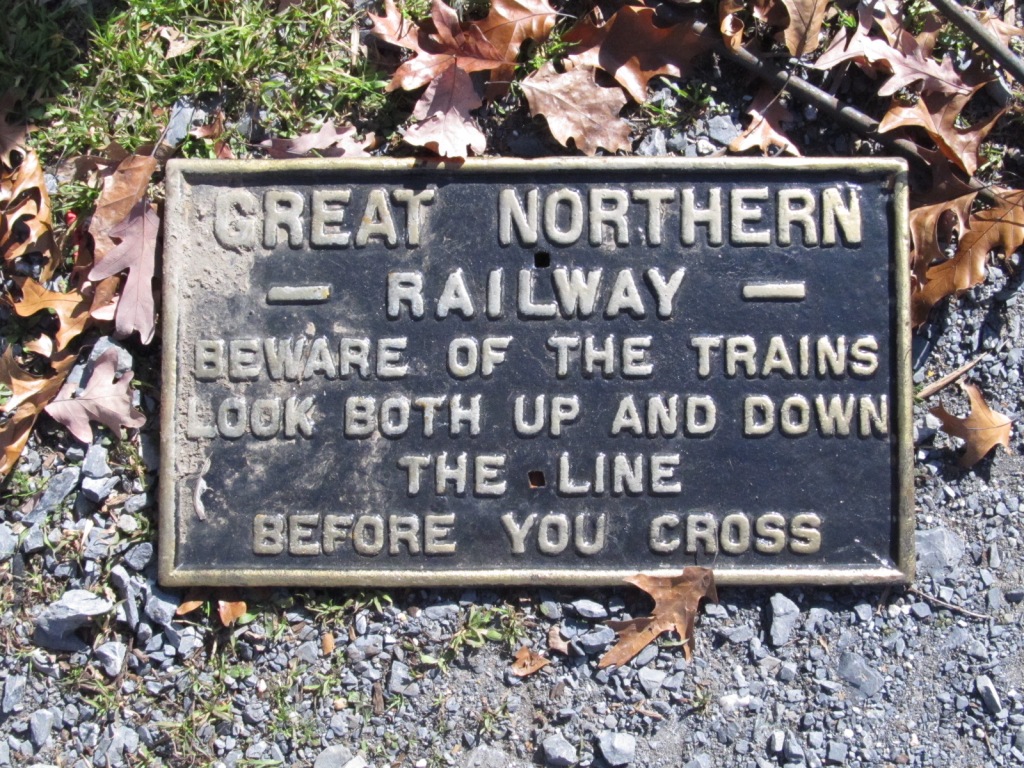 GREAT NORTHERN
— RAILWAY —
BEWARE OF THE TRAINS
LOOK BOTH UP AND DOWN
THE LINE
BEFORE YOU CROSS